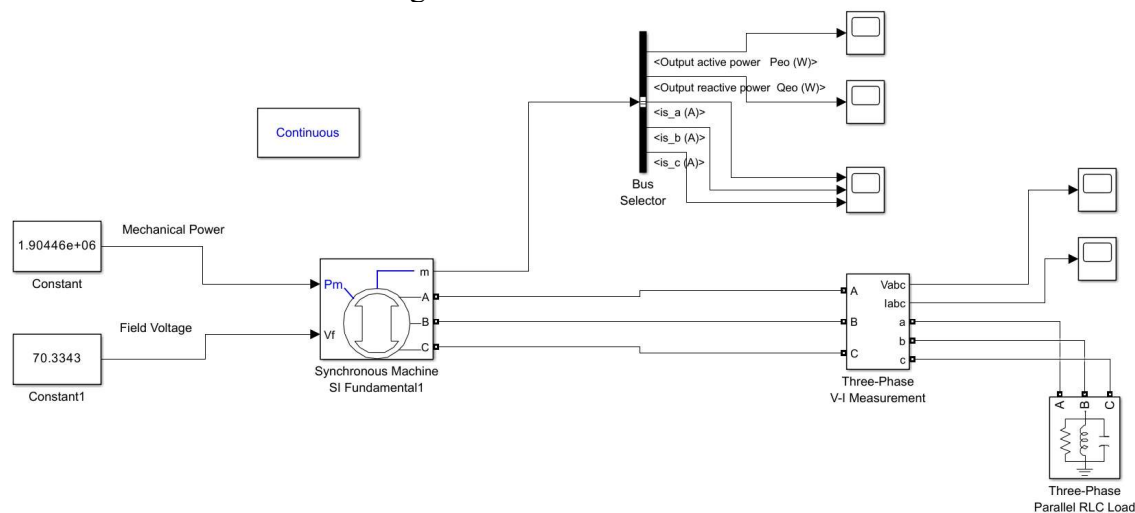 <Output active power   Peo (W)>
<Output reactive power   Qeo (W)>
<is_a (A)>
<is_b (A)>
<is_c (A)>
Bus
Selector
Continuous
Mechanical Power
1.90446e+06
Constant
Field Voltage
70.3343
Constant1
Pm
Vf
m
A
B
C
Synchronous Machine
SI Fundamental1
A
B
C
Vabc
Iabc
a
b
c
Three-Phase
V-I Measurement
A
B
C
Three-Phase
Parallel RLC Load